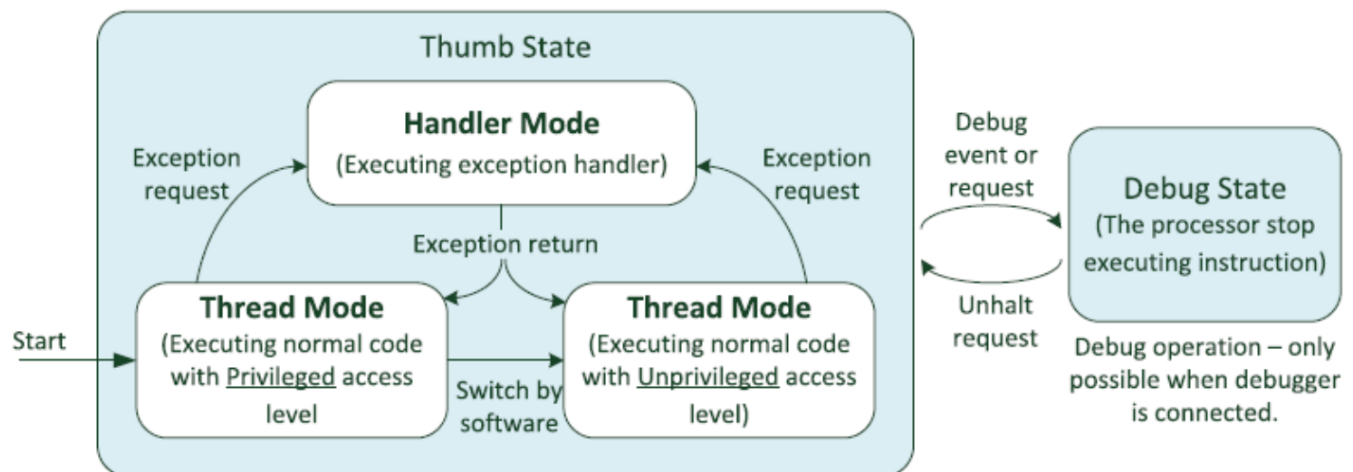 Thumb State
Handler Mode
(Executing exception handler)
Exception
request
Exception
request
Exception return
Start
Thread Mode
(Executing normal code
with Privileged access
level
Switch by
software
Thread Mode
(Executing normal code
with Unprivileged access
level)
Debug
event or
request
Unhalt
request
Debug State
(The processor stop
executing instruction)
Debug operation – only
possible when debugger
is connected.